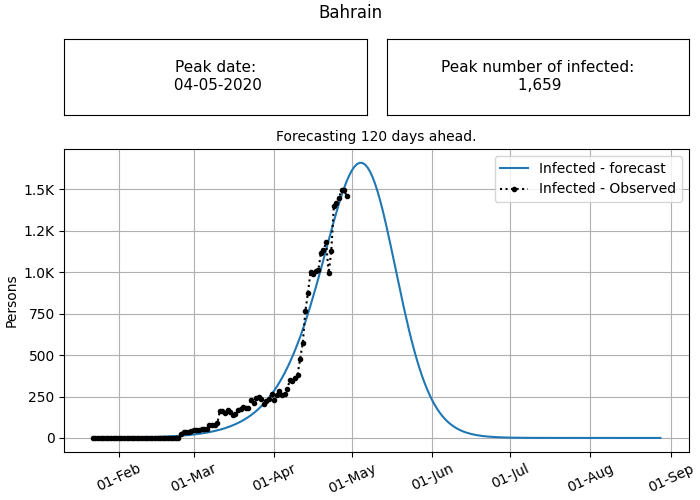 Bahrain
Peak date:
04-05-2020
Peak number of infected:
1,659
Forecasting 120 days ahead.
Infected - forecast
Infected - Observed
1.5K
1.2K
1.0K
750
500
250
0
Persons
01-Feb
01-Mar
01-Apr
01-May
01-Jun
01-Jul
01-Aug
01-Sep